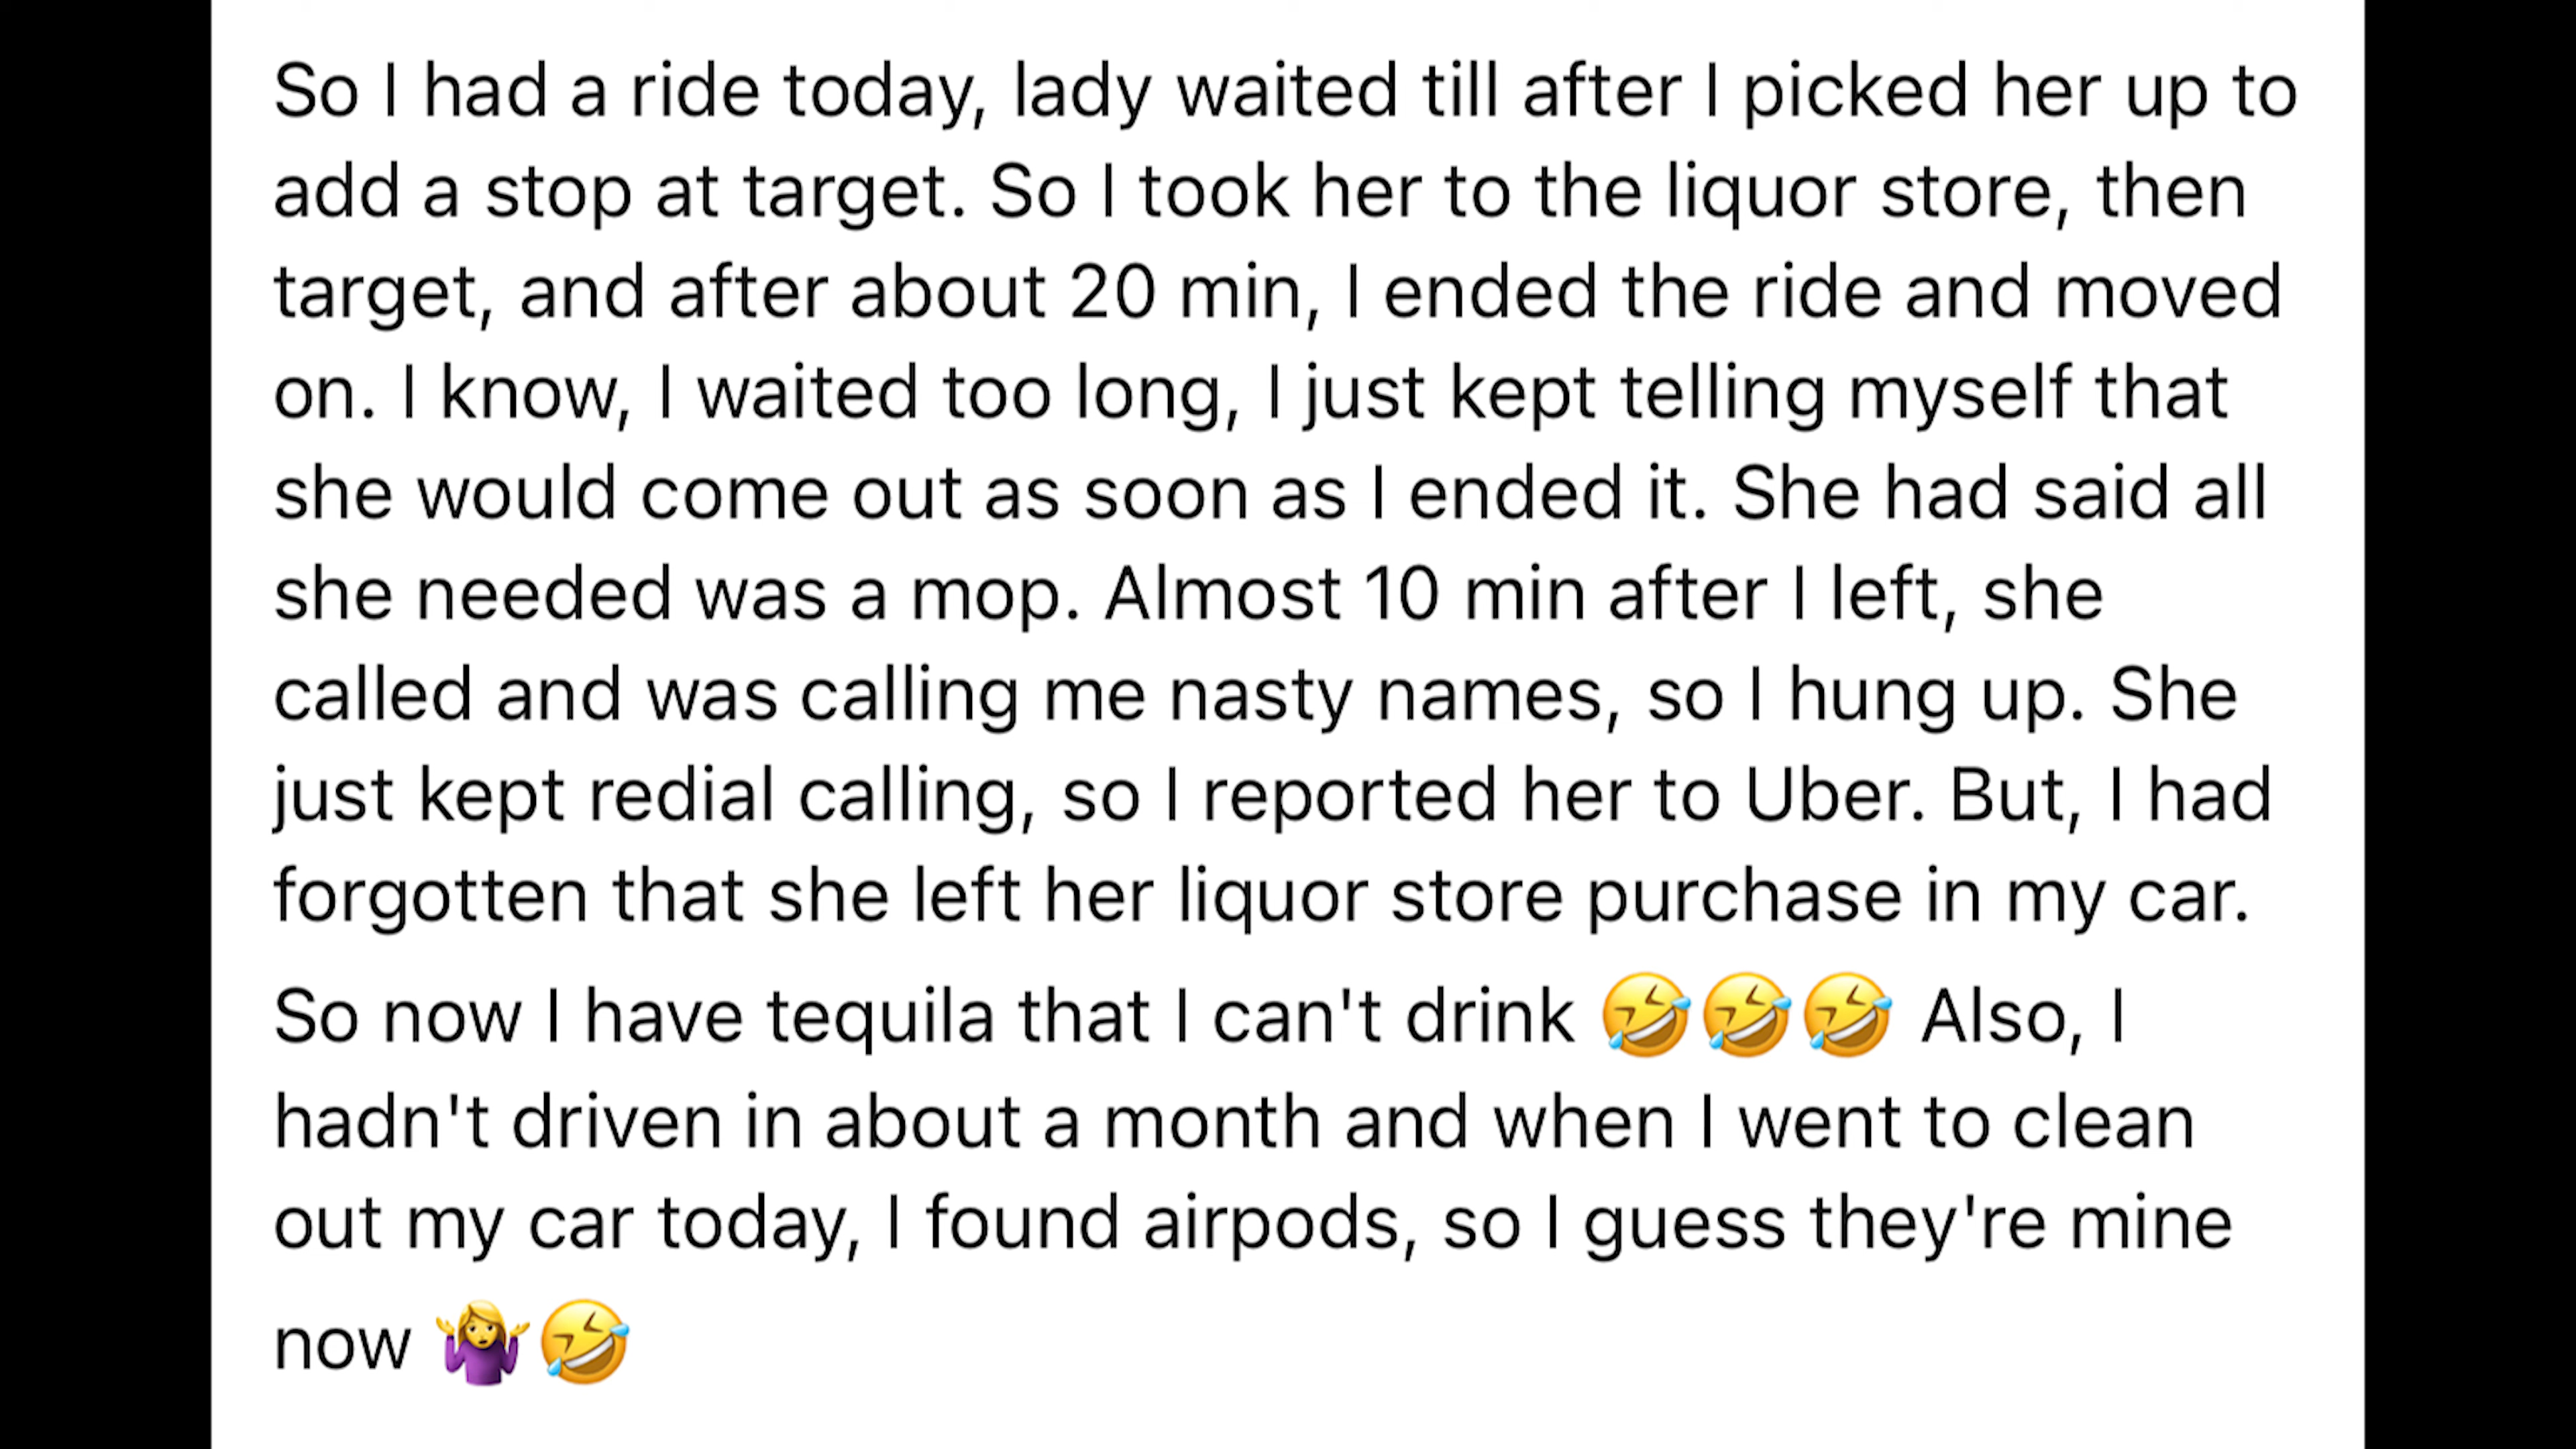 So I had a ride today, lady waited till after I picked her up to
add a stop at target. So I took her to the liquor store, then
target, and after about 20 min, I ended the ride and moved
on. I know, I waited too long, I just kept telling myself that
she would come out as soon as I ended it. She had said all
she needed was a mop. Almost 10 min after I left, she
called and was calling me nasty names, so I hung up. She
just kept redial calling, so I reported her to Uber. But, I had
forgotten that she left her liquor store purchase in my car.
So now I have tequila that I can't drink 🤣🤣🤣 Also, I
hadn't driven in about a month and when I went to clean
out my car today, I found airpods, so I guess they're mine
now 🤷‍♀️🤣